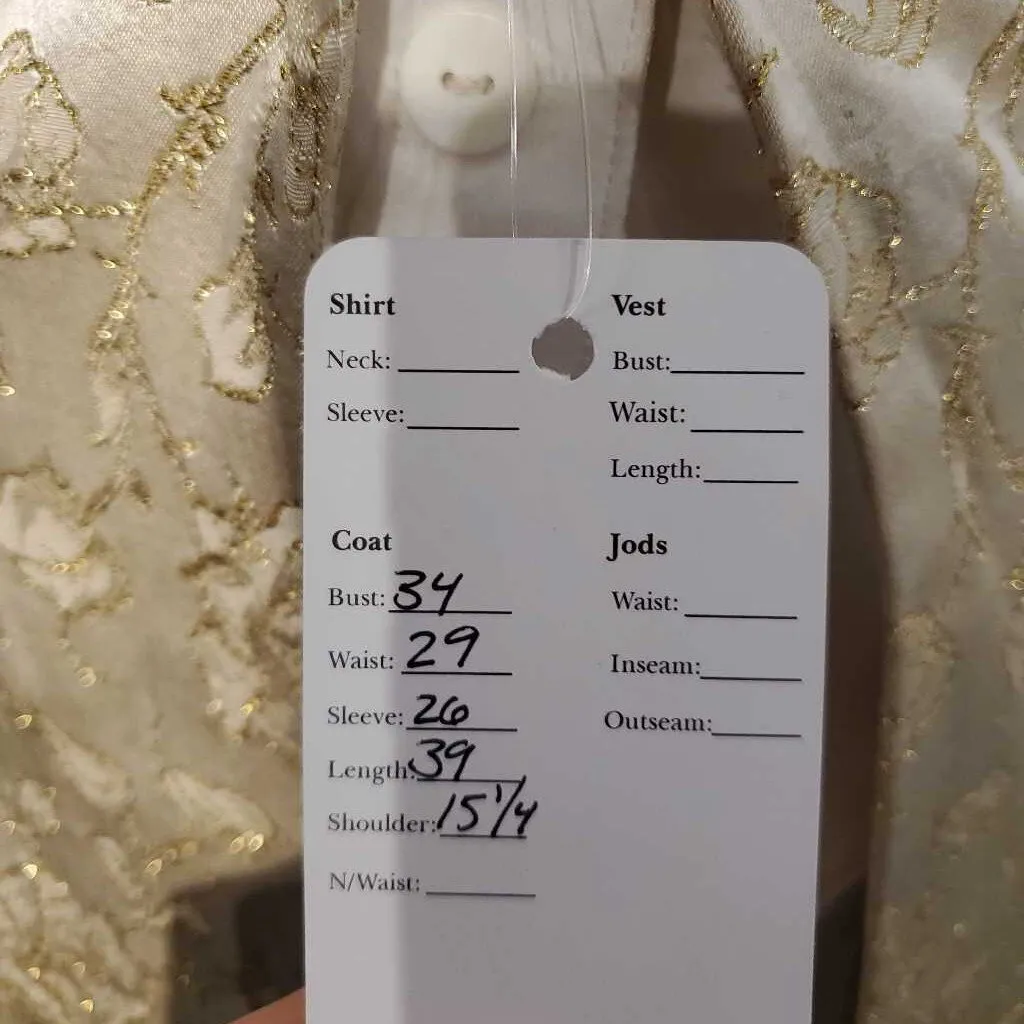 Shirt
Neck:
Sleeve:
Vest
Bust:
Waist:
Length:
Coat
Bust: 34
Waist: 29
Sleeve: 26
Length: 39
Shoulder: 15 1/4
N/Waist:
Jods
Waist:
Inseam:
Outseam: